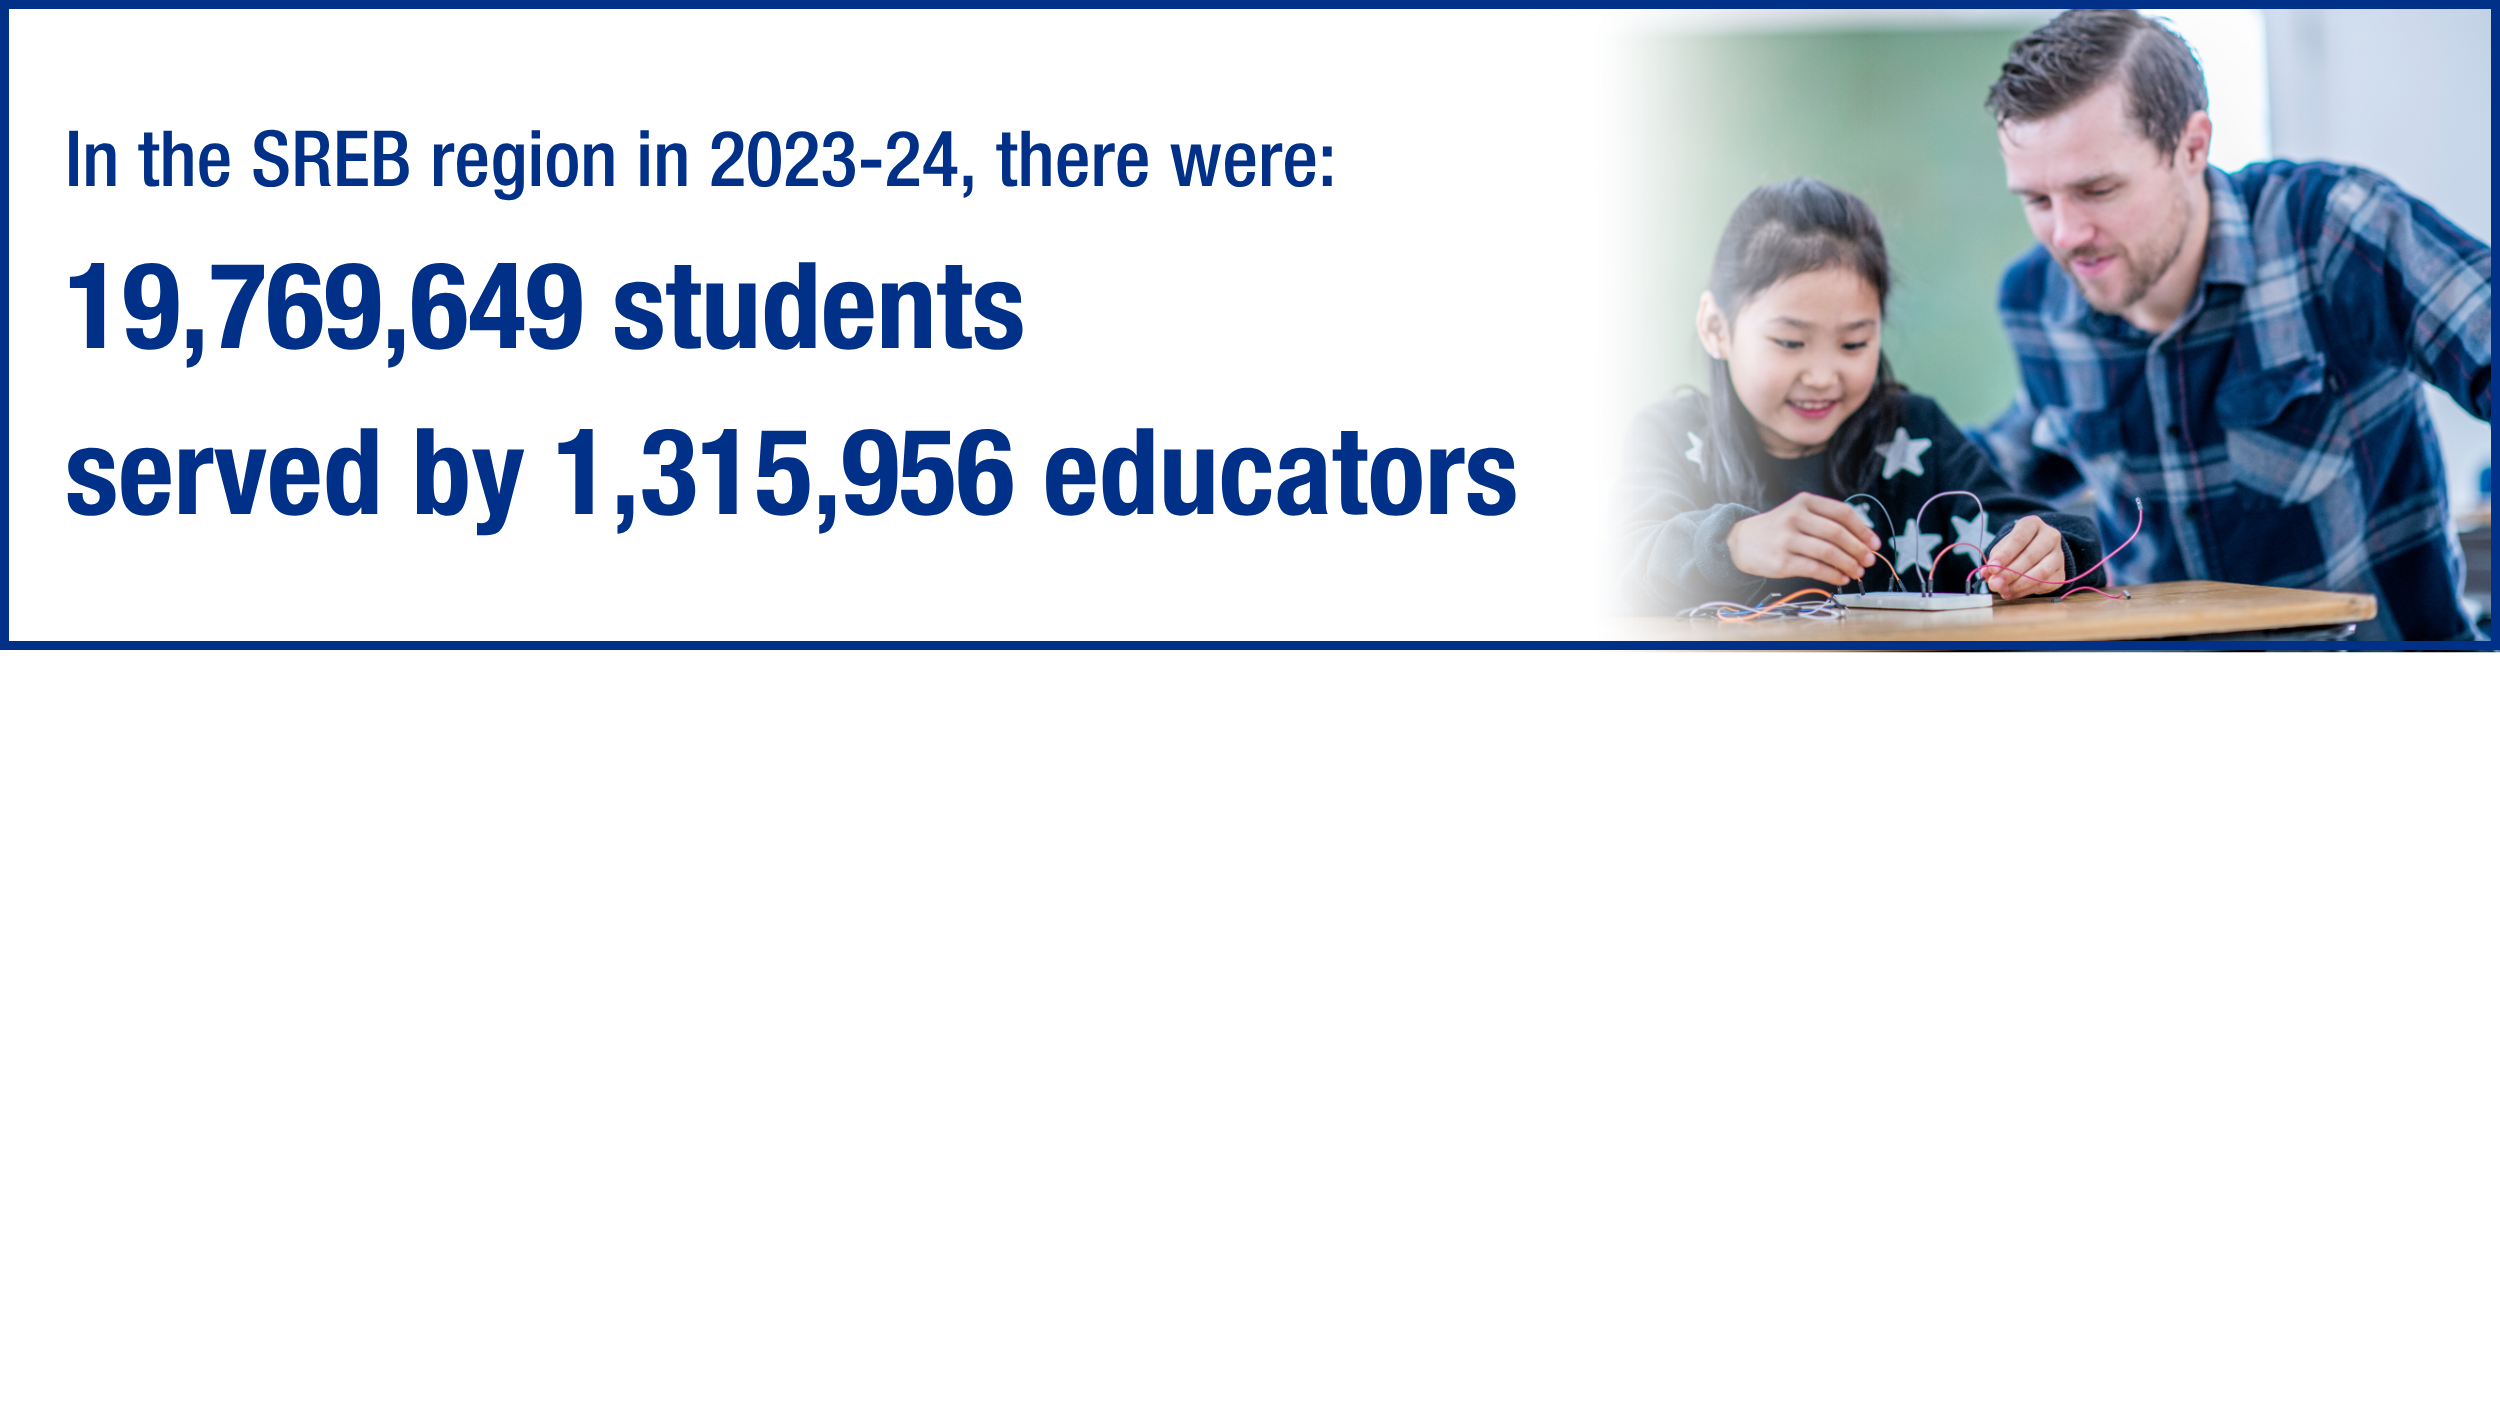 In the SREB region in 2023-24, there were:
19,769,649 students
served by 1,315,956 educators